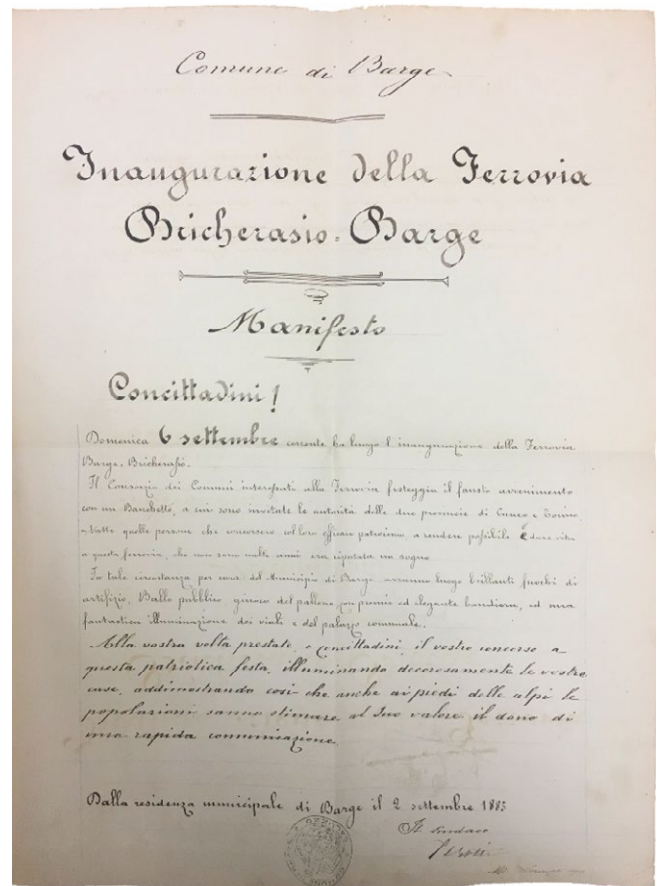 Comune di Barge
Inaugurazione della Ferrovia
Bricherasio-Barge
Manifesto
Concittadini!
Domenica 6 settembre corrente ha luogo l'inaugurazione della Ferrovia
Barge-Bricherasio.
Il Consorzio dei Comuni interessati alla Ferrovia festeggia il fausto avvenimento
con un Banchetto, a cui sono invitate le autorità delle due provincie di Cuneo e Torino
e tutte quelle persone che concorsero col loro efficace patrocinio, a rendere possibile e dare vita
a questa ferrovia, che non sono molti anni era riputata un sogno.
In tale circostanza per cura del Municipio di Barge, avranno luogo brillanti fuochi di
artifizio, Ballo pubblico, giuoco del pallone con premio ed elegante bandiera, ed una
fantastica illuminazione dei viali e del palazzo comunale.
Alla vostra volta prestate, o concittadini il vostro concorso a
questa patriotica festa, illuminando decorosamente le vostre
case, addimostrando così che anche ai piedi delle alpi le
popolazioni sanno stimare al suo valore il dono di
una rapida comunicazione.
Dalla residenza municipale di Barge il 2 settembre 1885
Il Sindaco